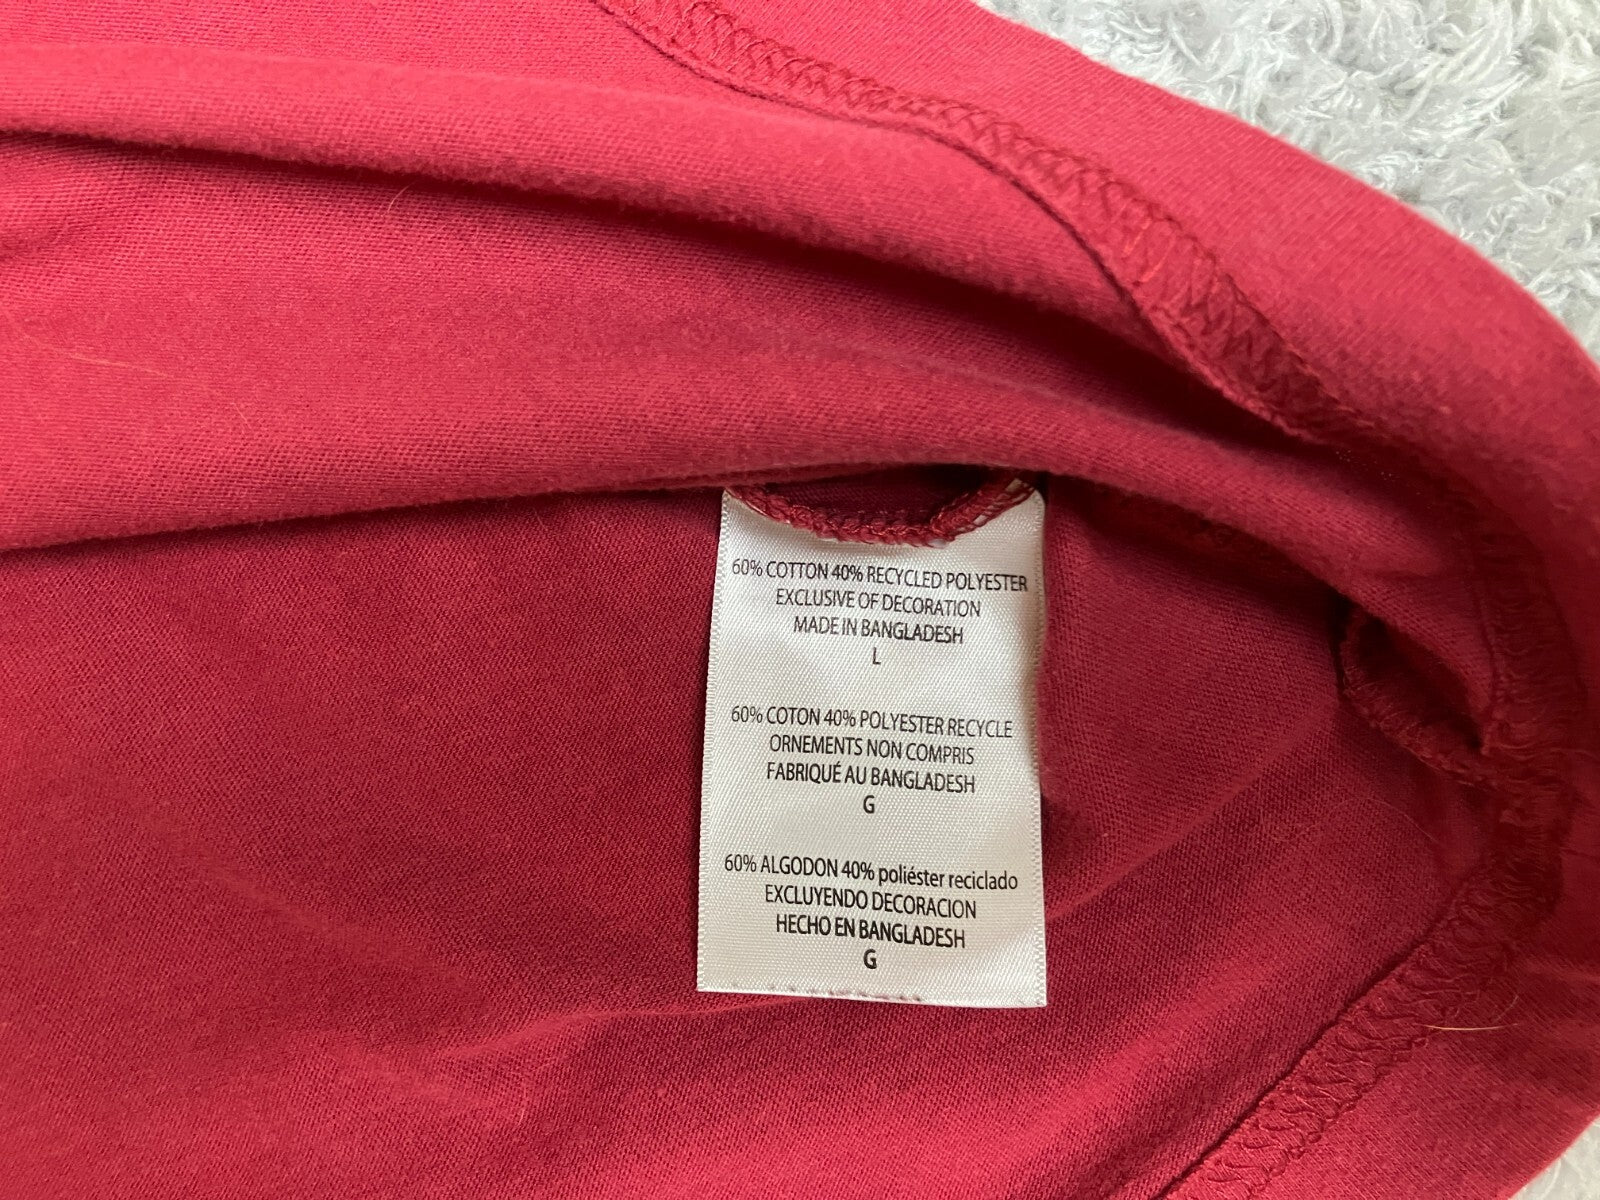 60% COTTON 40% RECYCLED POLYESTER
EXCLUSIVE OF DECORATION
MADE IN BANGLADESH
L
60% COTON 40% POLYESTER RECYCLE
ORNEMENTS NON COMPRIS
FABRIQUÉ AU BANGLADESH
G
60% ALGODON 40% poliéster reciclado
EXCLUYENDO DECORACION
HECHO EN BANGLADESH
G